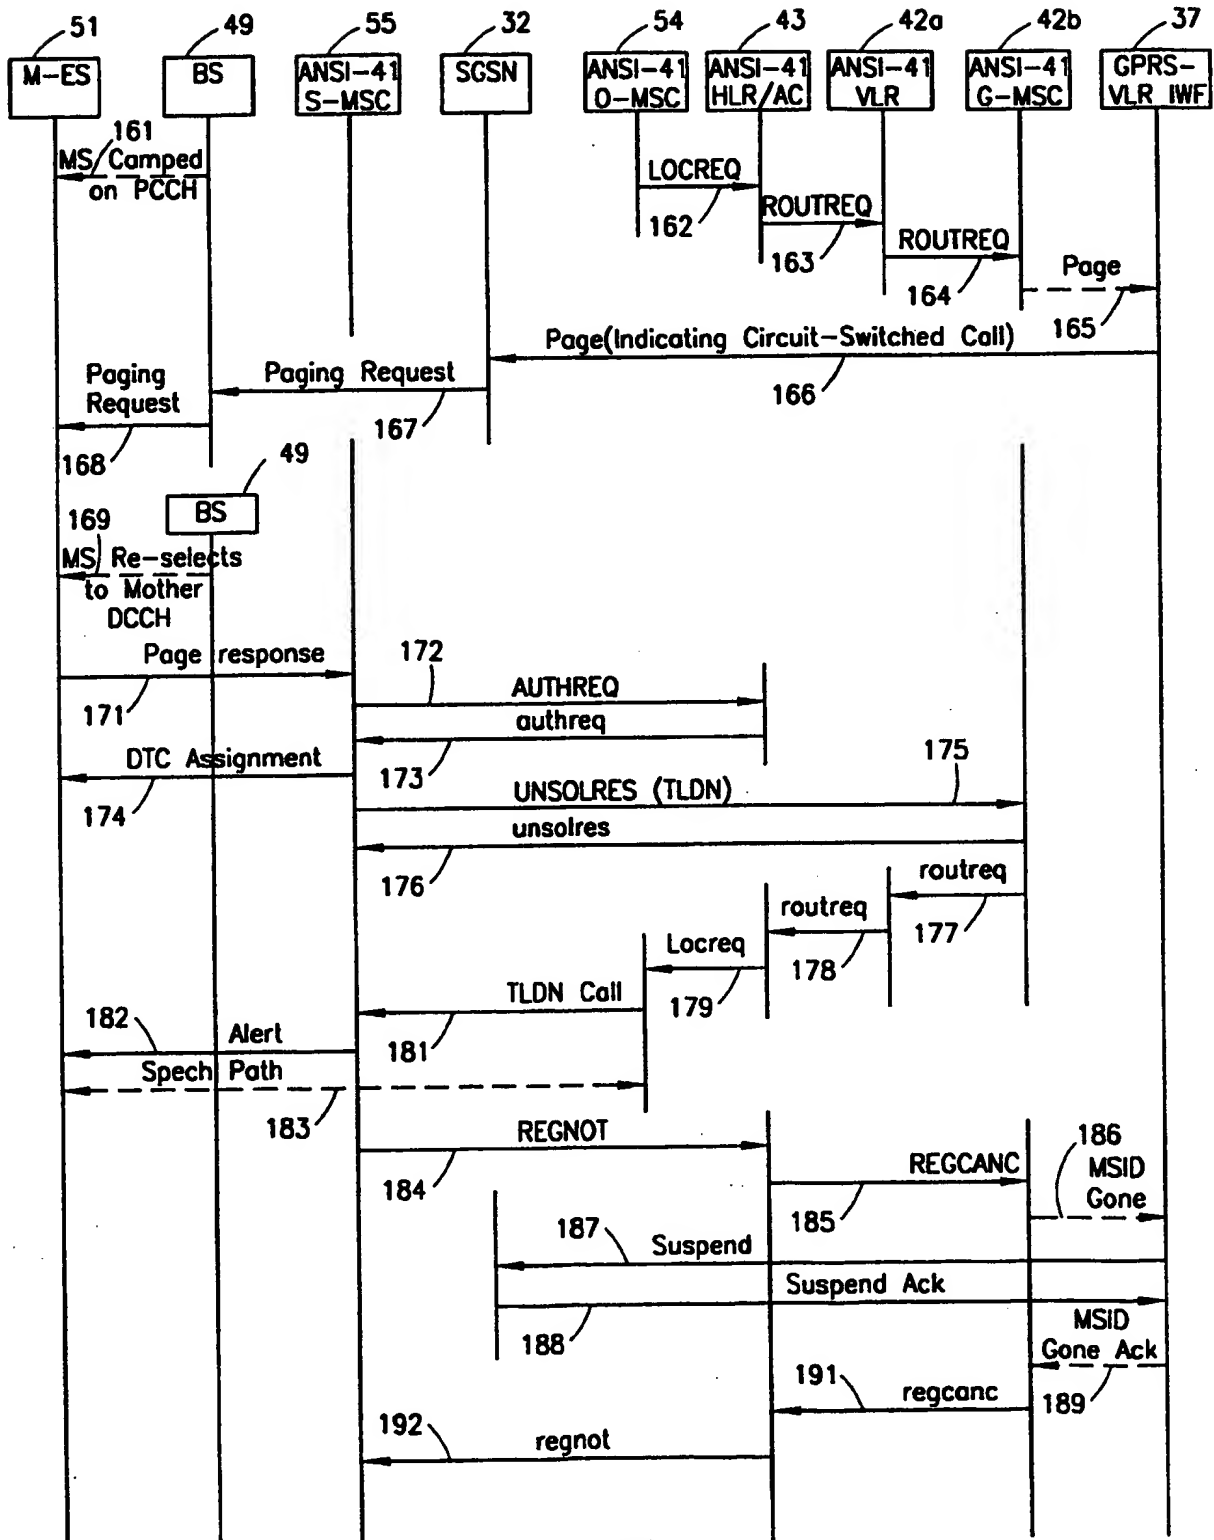 51
49
55
32
54
43
42a
42b
37
M-ES
BS
ANSI-41
S-MSC
SGSN
ANSI-41
O-MSC
ANSI-41
HLR/AC
ANSI-41
VLR
ANSI-41
G-MSC
GPRS-
VLR IWF
161
MS Camped
on PCCH
LOCREQ
162
ROUTREQ
163
ROUTREQ
164
Page
165
Page(Indicating Circuit-Switched Call)
166
Paging Request
167
Paging
Request
168
49
BS
169
MS Re-selects
to Mother
DCCH
Page response
171
172
AUTHREQ
authreq
173
DTC Assignment
174
175
UNSOLRES (TLDN)
unsolres
176
routreq
177
routreq
178
Locreq
179
TLDN Call
181
182
Alert
Spech Path
183
REGNOT
184
REGCANC
185
186
MSID
Gone
187
Suspend
Suspend Ack
188
MSID
Gone Ack
189
191
regcanc
192
regnot